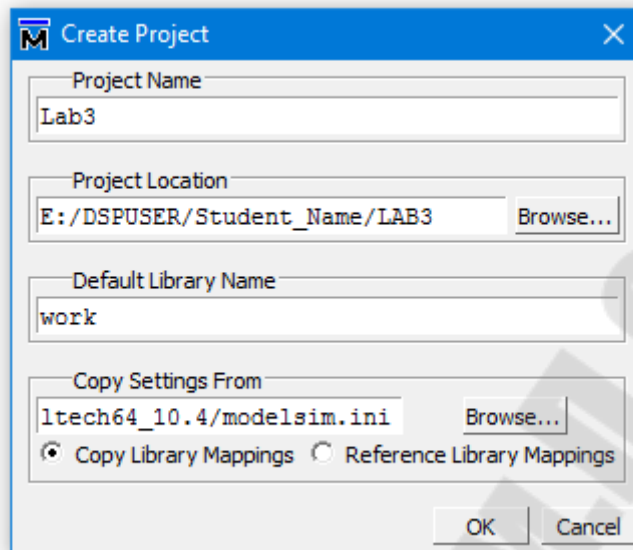 Create Project
Project Name
Lab3
Project Location
E:/DSPUSER/Student_Name/LAB3 Browse...
Default Library Name
work
Copy Settings From
ltech64_10.4/modelsim.ini Browse...
Copy Library Mappings Reference Library Mappings
OK Cancel